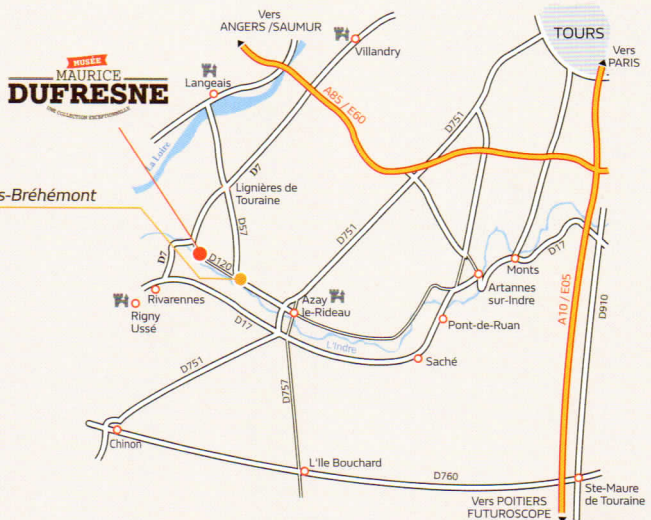 Vers
ANGERS /SAUMUR
Villandry
TOURS
Vers
PARIS
MUSÉE
MAURICE
DUFRESNE
UNE COLLECTION EXCEPTIONNELLE
Langeais
A85 / E60
D751
La Loire
D7
Lignières de
Touraine
s-Bréhémont
D57
D751
D7
D120
D17
Monts
Artannes
sur-Indre
Rivarennes
Rigny
Ussé
Azay
le-Rideau
D17
Pont-de-Ruan
A10 / E05
D910
L'Indre
Saché
D751
D757
Chinon
L'Ile Bouchard
D760
Ste-Maure
de Touraine
Vers POITIERS
FUTUROSCOPE